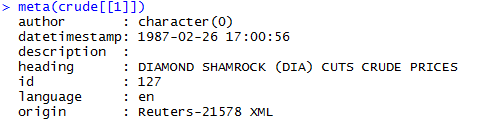 > meta(crude[[1]])
  author       : character(0)
  datetimestamp: 1987-02-26 17:00:56
  description  :
  heading      : DIAMOND SHAMROCK (DIA) CUTS CRUDE PRICES
  id           : 127
  language     : en
  origin       : Reuters-21578 XML